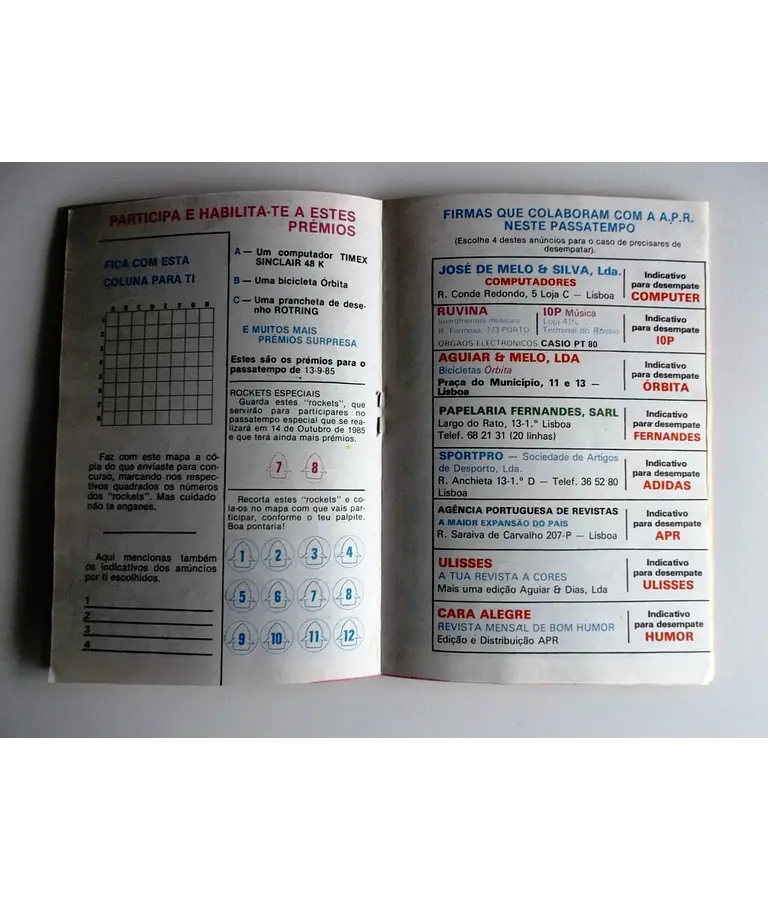 PARTICIPA E HABILITA-TE A ESTES
PRÉMIOS
FICA COM ESTA
COLUNA PARA TI
Faz com este mapa a có-
pia do que enviaste para con-
curso, marcando nos respec-
tivos quadrados os números
dos "rockets". Mas cuidado
não te enganes.
Aqui mencionas também
os indicativos dos anúncios
por ti escolhidos.
1
2
3
4
A — Um computador TIMEX
SINCLAIR 48 K
B — Uma bicicleta Órbita
C — Uma prancheta de dese-
nho ROTRING
E MUITOS MAIS
PRÉMIOS SURPRESA
Estes são os prémios para o
passatempo de 13-9-85
ROCKETS ESPECIAIS
Guarda estes "rockets", que
servirão para participares no
passatempo especial que se rea-
lizará em 14 de Outubro de 1985
e que terá ainda mais prémios.
7 8
Recorta estes "rockets" e co-
la-os no mapa com que vais par-
ticipar, conforme o teu palpite.
Boa pontaria!
1 2 3 4
5 6 7 8
9 10 11 12
FIRMAS QUE COLABORAM COM A A.P.R.
NESTE PASSATEMPO
(Escolhe 4 destes anúncios para o caso de precisares de
desempatar).
JOSÉ DE MELO & SILVA, Lda.
COMPUTADORES
R. Conde Redondo, 5 Loja C — Lisboa
Indicativo
para desempate
COMPUTER
RUVINA
Instrumentos musicais
R. Formosa, 173 PORTO
IOP Música
Loja 415
Terminal do Rossio
ORGÃOS ELECTRÓNICOS CASIO PT 80
Indicativo
para desempate
IOP
AGUIAR & MELO, LDA
Bicicletas Órbita
Praça do Município, 11 e 13 —
Lisboa
Indicativo
para desempate
ÓRBITA
PAPELARIA FERNANDES, SARL
Largo do Rato, 13-1.º Lisboa
Telef. 68 21 31 (20 linhas)
Indicativo
para desempate
FERNANDES
SPORTPRO — Sociedade de Artigos
de Desporto, Lda.
R. Anchieta 13-1.º D — Telef. 36 52 80
Lisboa
Indicativo
para desempate
ADIDAS
AGÊNCIA PORTUGUESA DE REVISTAS
A MAIOR EXPANSÃO DO PAÍS
R. Saraiva de Carvalho 207-P — Lisboa
Indicativo
para desempate
APR
ULISSES
A TUA REVISTA A CORES
Mais uma edição Aguiar & Dias, Lda
Indicativo
para desempate
ULISSES
CARA ALEGRE
REVISTA MENSAL DE BOM HUMOR
Edição e Distribuição APR
Indicativo
para desempate
HUMOR